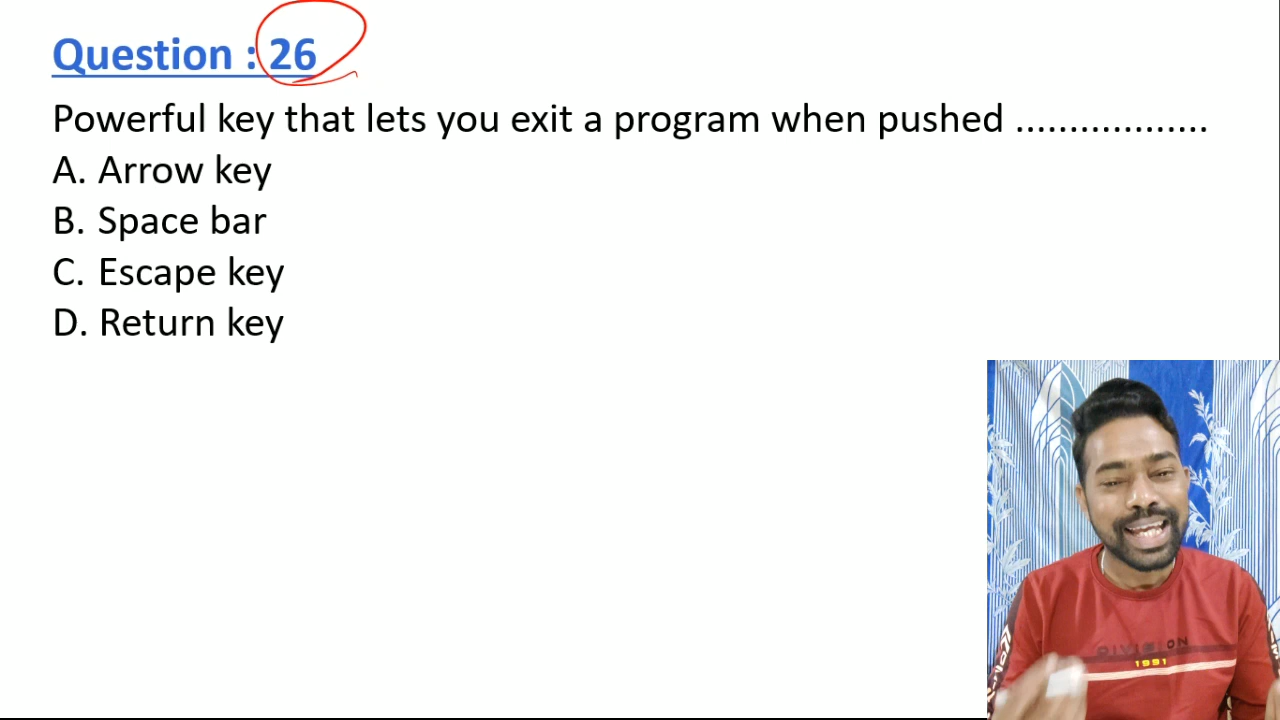 Question : 26
Powerful key that lets you exit a program when pushed ..................
A. Arrow key
B. Space bar
C. Escape key
D. Return key
1991